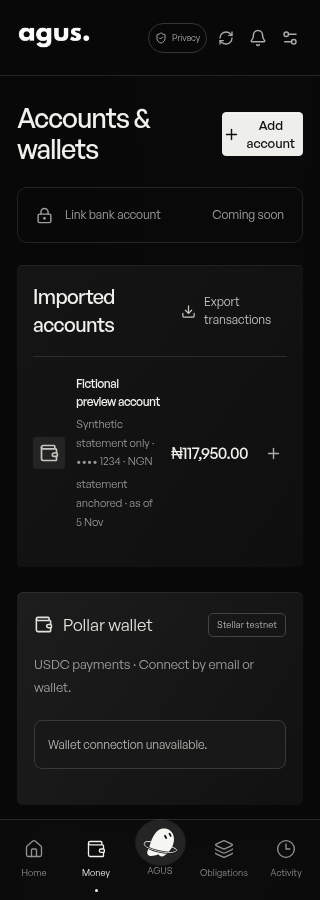 agus.
Privacy
Accounts &
wallets
Add
account
Link bank account
Coming soon
Imported
accounts
Export
transactions
Fictional
preview account
Synthetic
statement only ·
•••• 1234 · NGN
statement
anchored · as of
5 Nov
₦117,950.00
Pollar wallet
Stellar testnet
USDC payments · Connect by email or
wallet.
Wallet connection unavailable.
Home
Money
AGUS
Obligations
Activity